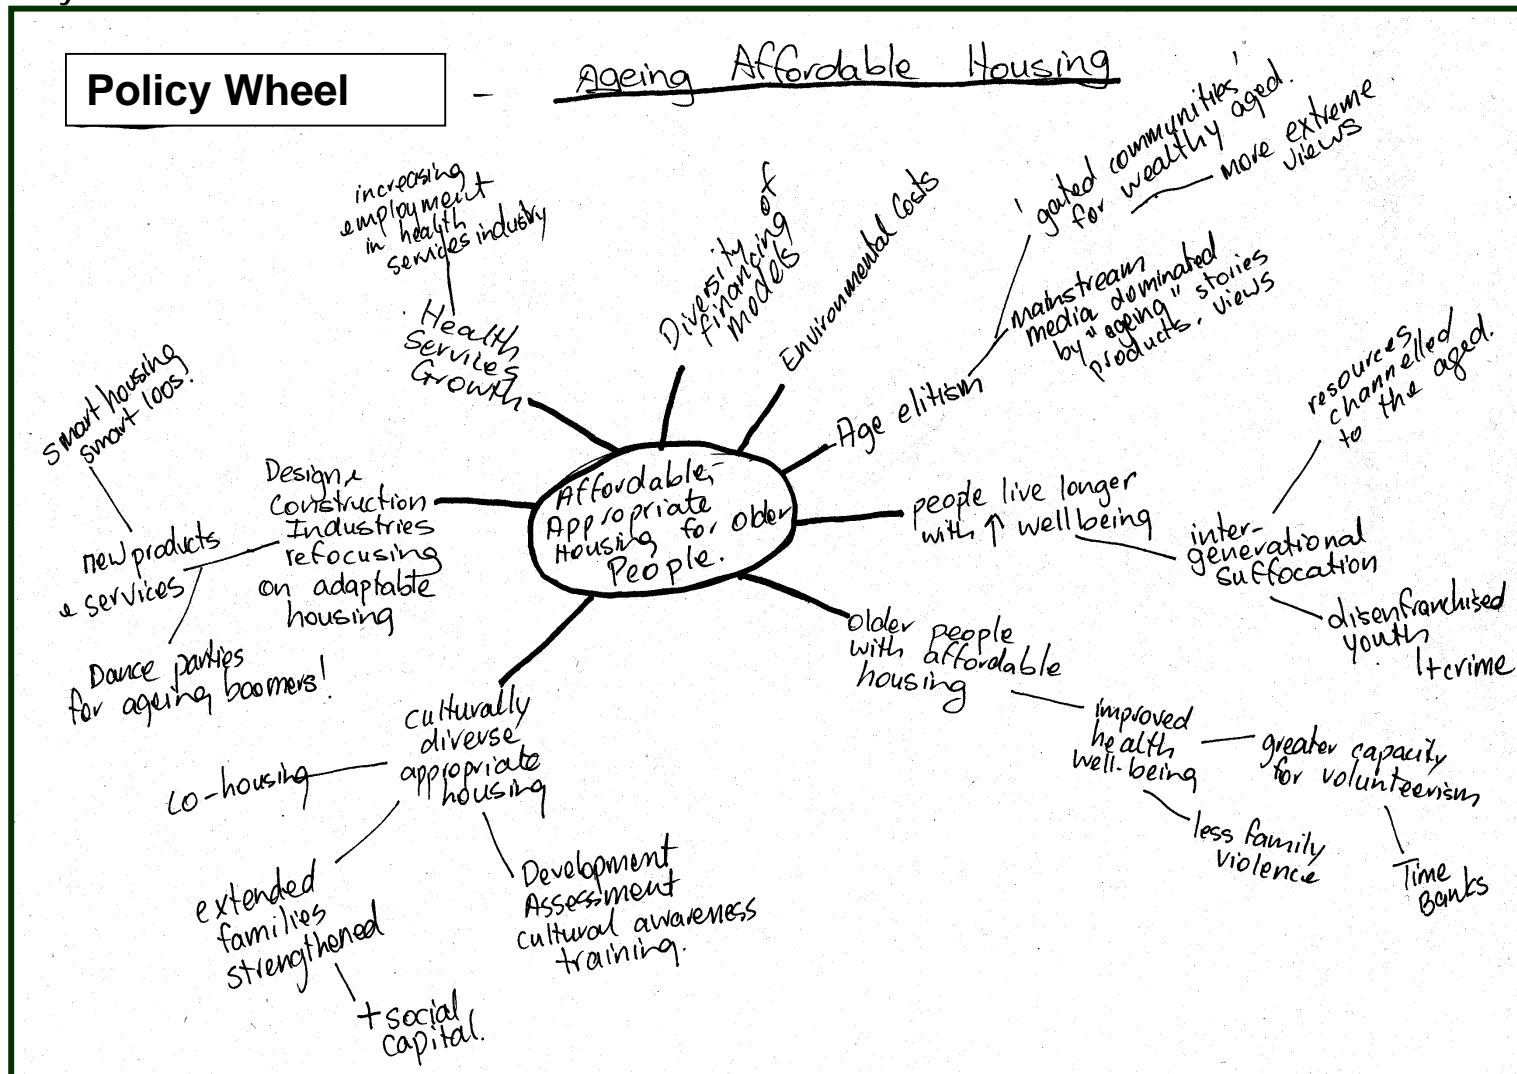 Policy Wheel
- Ageing Affordable Housing
increasing
employment
in health
services industry
Health
Services
Growth
Diversity of
financing
models
Environmental Costs
Age elitism
mainstream
media dominated
by "ageing" stories
products, views
'gated communities'
for wealthy aged.
more extreme
views
Affordable,
Appropriate
Housing for older
People.
people live longer
with ↑ wellbeing
inter-
generational
suffocation
resources
channelled
to the aged.
disenfranchised
youth
1+crime
older people
with affordable
housing
improved
health
well-being
greater capacity
for volunteerism
Time
Banks
less family
violence
culturally
diverse
appropriate
housing
co-housing
extended
families
strengthened
+ social
capital.
Development
Assessment
cultural awareness
training.
Design &
Construction
Industries
refocusing
on adaptable
housing
new products
& services
smart housing
smart loos!
Dance parties
for ageing boomers!